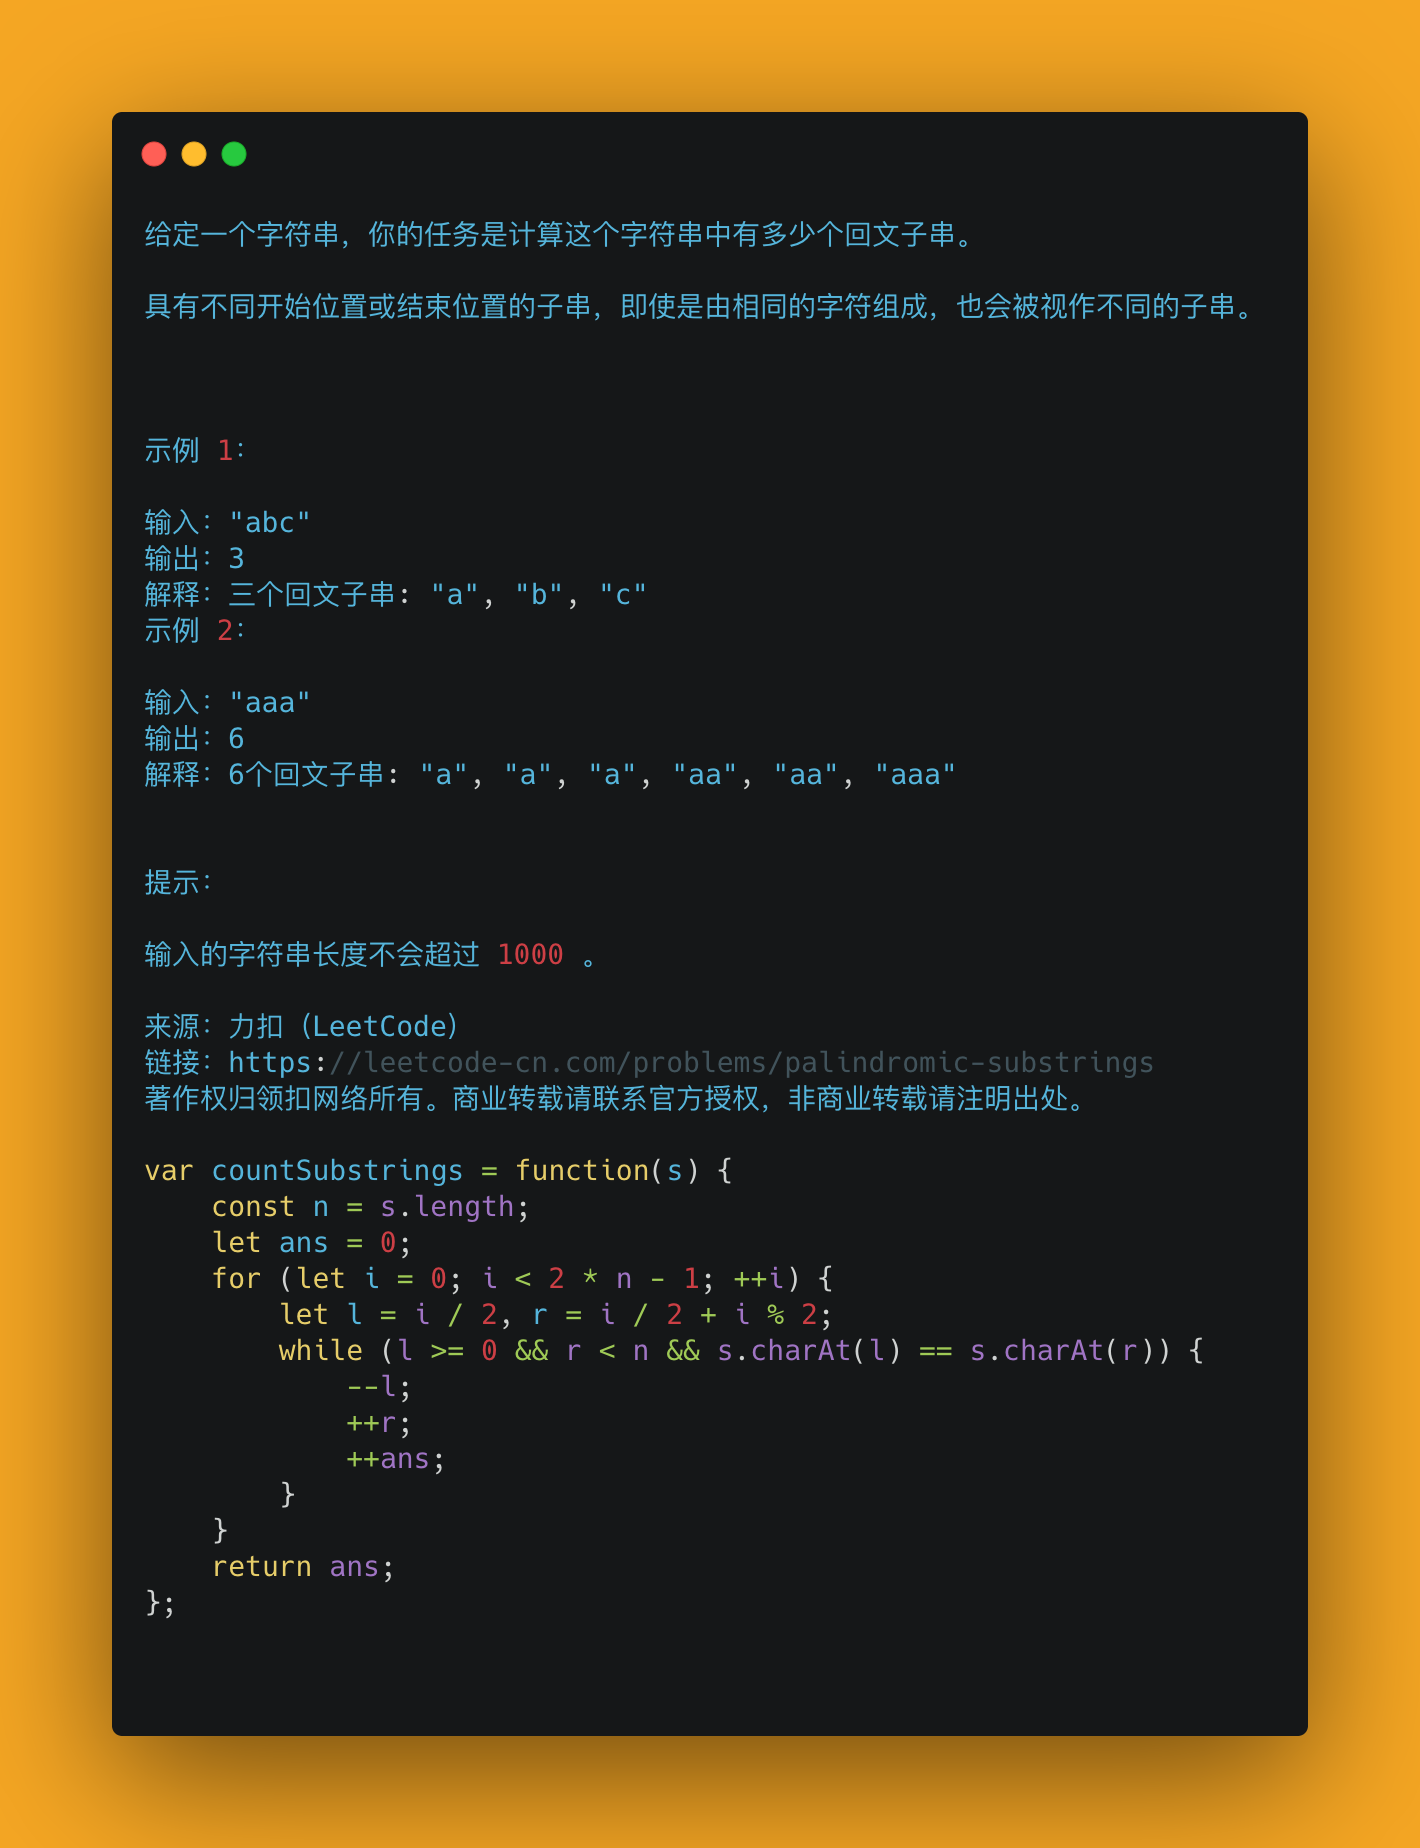 给定一个字符串，你的任务是计算这个字符串中有多少个回文子串。
具有不同开始位置或结束位置的子串，即使是由相同的字符组成，也会被视作不同的子串。
示例 1：
输入："abc"
输出：3
解释：三个回文子串: "a", "b", "c"
示例 2：
输入："aaa"
输出：6
解释：6个回文子串: "a", "a", "a", "aa", "aa", "aaa"
提示：
输入的字符串长度不会超过 1000 。
来源：力扣（LeetCode）
链接：https://leetcode-cn.com/problems/palindromic-substrings
著作权归领扣网络所有。商业转载请联系官方授权，非商业转载请注明出处。
var countSubstrings = function(s) {
    const n = s.length;
    let ans = 0;
    for (let i = 0; i < 2 * n - 1; ++i) {
        let l = i / 2, r = i / 2 + i % 2;
        while (l >= 0 && r < n && s.charAt(l) == s.charAt(r)) {
            --l;
            ++r;
            ++ans;
        }
    }
    return ans;
};